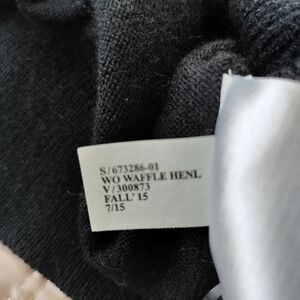 S/673286-01
WO WAFFLE HENL
V/300873
FALL' 15
7/15